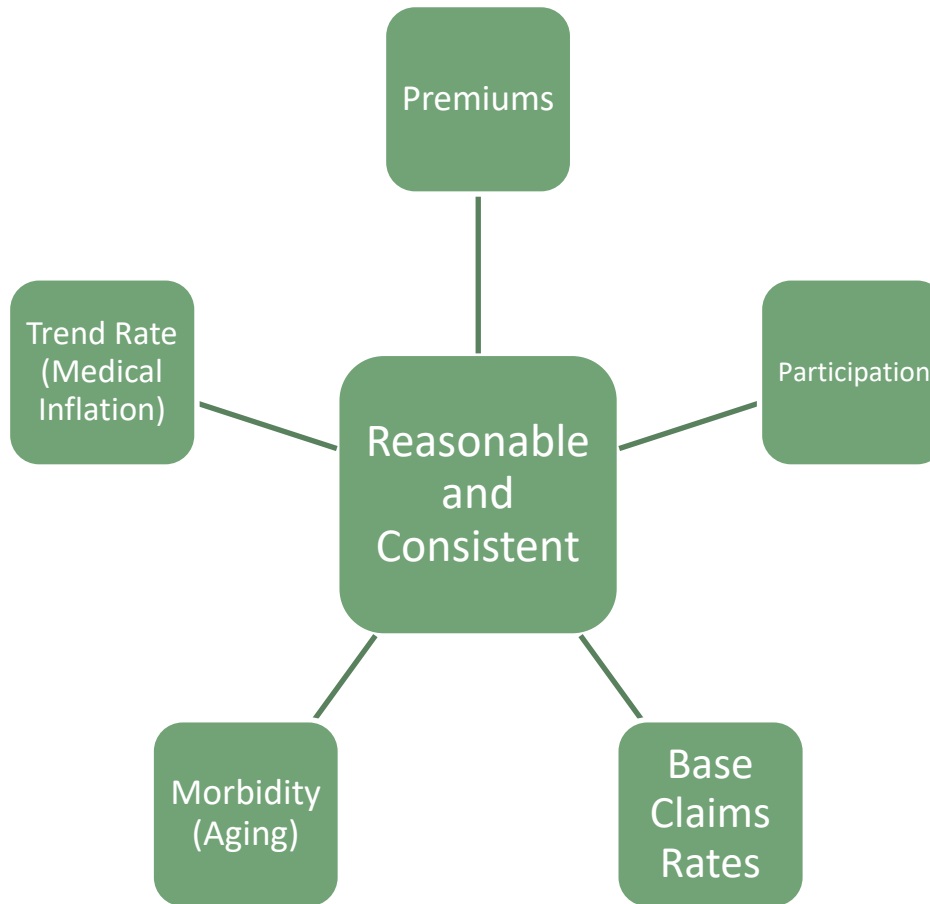 Premiums
Trend Rate
(Medical
Inflation)
Participation
Reasonable
and
Consistent
Morbidity
(Aging)
Base
Claims
Rates